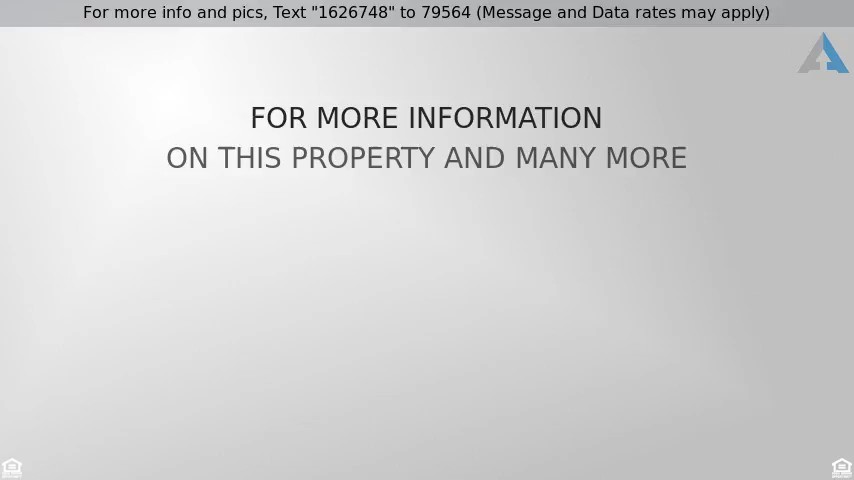 For more info and pics, Text "1626748" to 79564 (Message and Data rates may apply)
FOR MORE INFORMATION
ON THIS PROPERTY AND MANY MORE